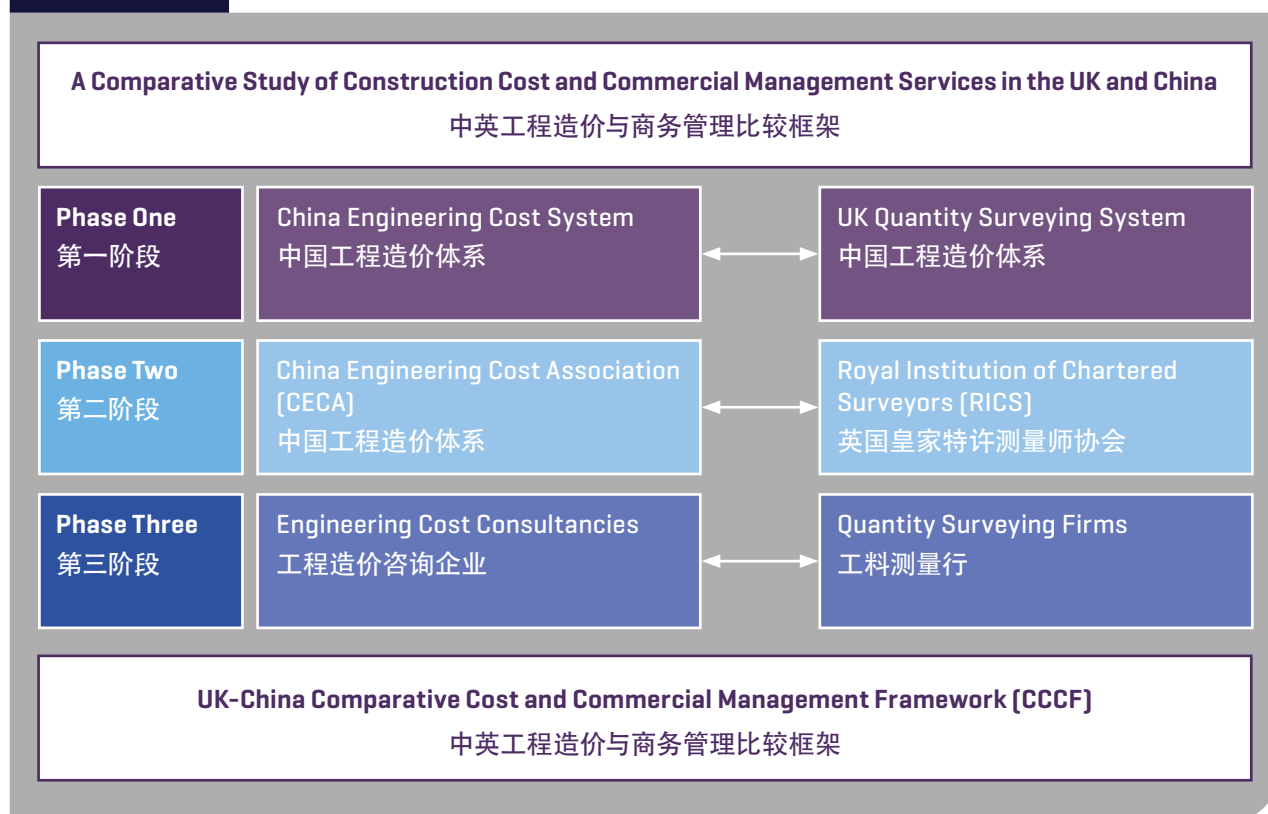 A Comparative Study of Construction Cost and Commercial Management Services in the UK and China
中英工程造价与商务管理比较框架
Phase One
第一阶段
China Engineering Cost System
中国工程造价体系
UK Quantity Surveying System
中国工程造价体系
Phase Two
第二阶段
China Engineering Cost Association
(CECA)
中国工程造价体系
Royal Institution of Chartered
Surveyors (RICS)
英国皇家特许测量师协会
Phase Three
第三阶段
Engineering Cost Consultancies
工程造价咨询企业
Quantity Surveying Firms
工料测量行
UK-China Comparative Cost and Commercial Management Framework (CCCF)
中英工程造价与商务管理比较框架